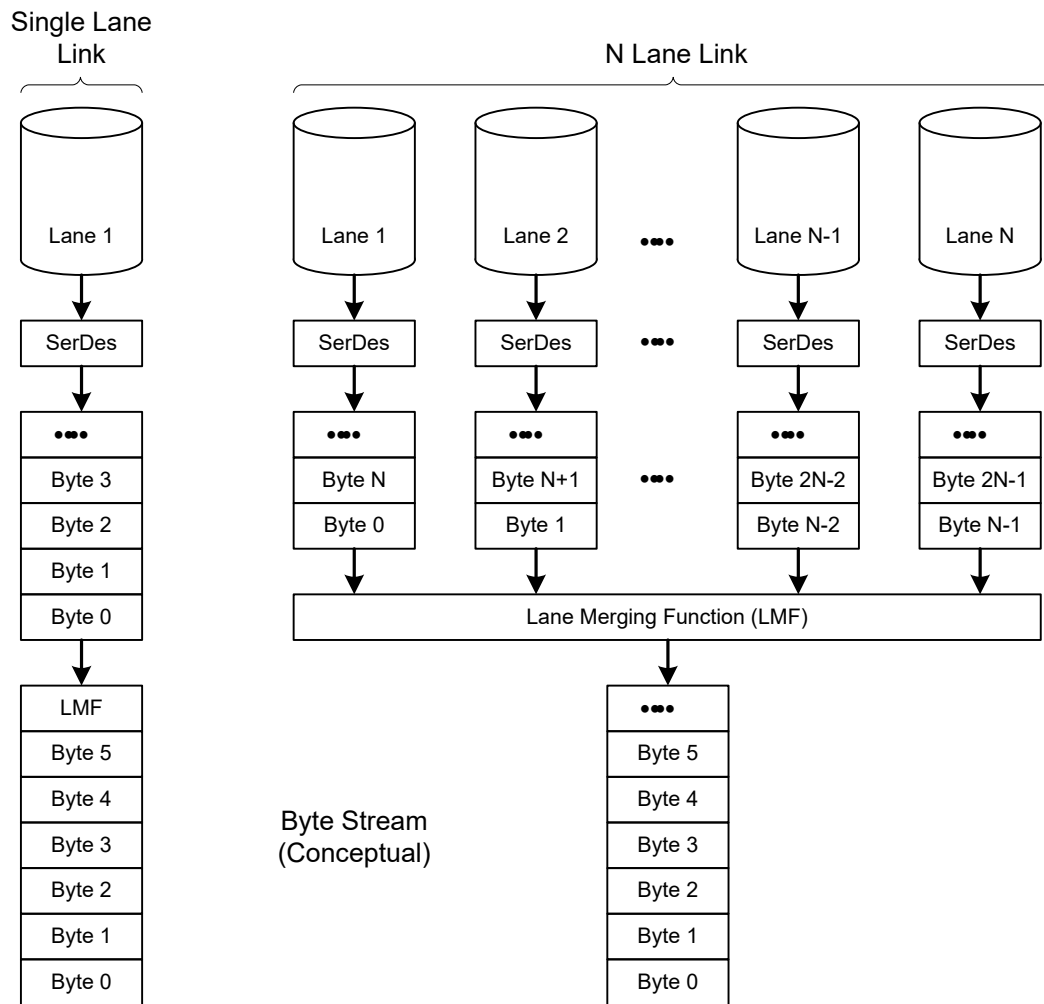 Single Lane
Link
N Lane Link
Lane 1
Lane 1
Lane 2
••••
Lane N-1
Lane N
SerDes
SerDes
SerDes
••••
SerDes
SerDes
••••
••••
••••
••••
••••
Byte 3
Byte N
Byte N+1
••••
Byte 2N-2
Byte 2N-1
Byte 2
Byte 0
Byte 1
Byte N-2
Byte N-1
Byte 1
Byte 0
Lane Merging Function (LMF)
LMF
••••
Byte 5
Byte 5
Byte 4
Byte 4
Byte Stream
(Conceptual)
Byte 3
Byte 3
Byte 2
Byte 2
Byte 1
Byte 1
Byte 0
Byte 0